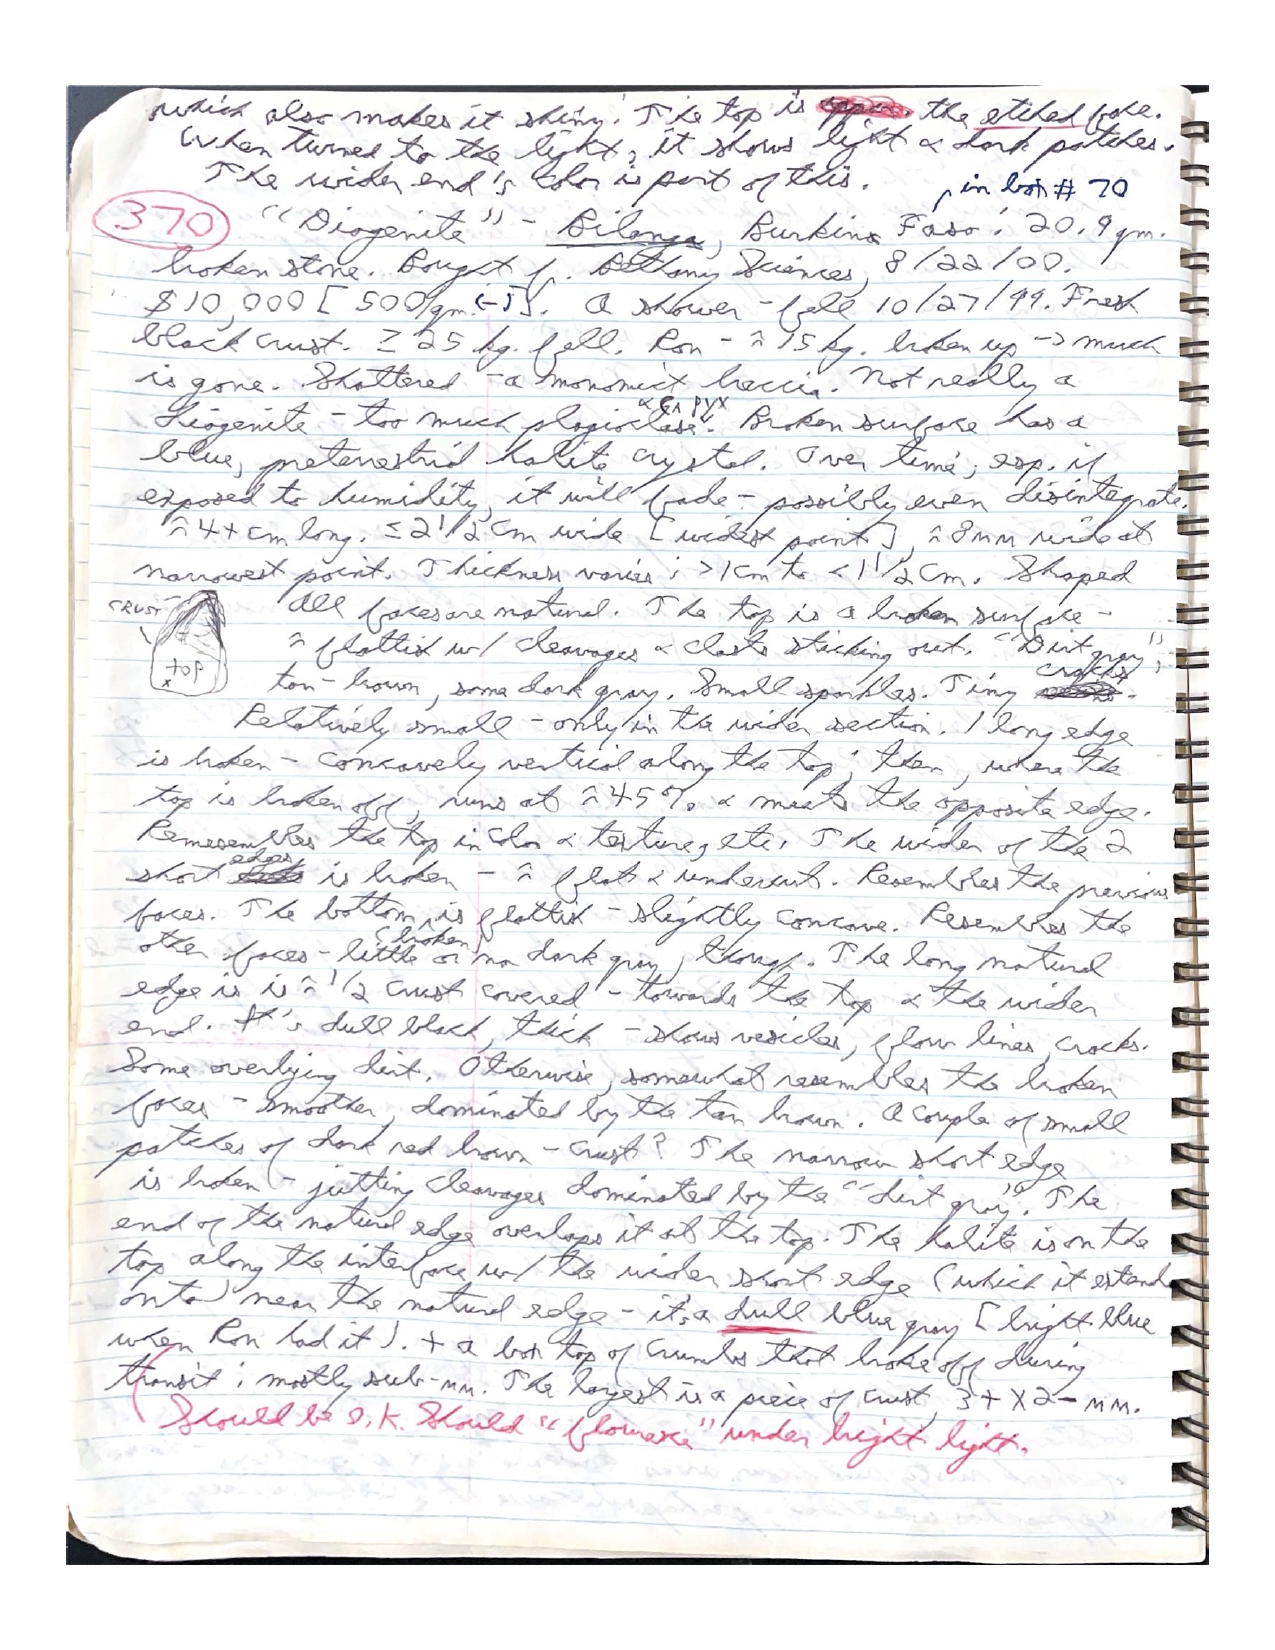 which also makes it shiny. The top is the etched face.
When turned to the light, it shows light & dark patches.
The wider end's color is part of this.
in box # 70
370 "Diogenite" - Bilanga, Burkina Faso: 20.9 gm.
broken stone. Bought f. Bethany Sciences, 8/22/00.
$10,000 [500/gm. (-5)]. A shower - fell 10/27/99. Fresh
black crust. ≥ 25 kg. fell. Ron - ≈ 15 kg. broken up -> much
is gone. Shattered - a monomict breccia. Not really a
& Ca pyx
diogenite - too much plagioclase. Broken surface has a
blue, preterrestrial halite crystal. Over time, esp. if
exposed to humidity, it will fade - possibly even disintegrate.
≈ 4+ cm long. ≤ 2 1/2 cm wide [widest point], ≈ 8 mm wide at
narrowest point. Thickness varies: >1 cm to <1 1/2 cm. Shaped
CRUST
top
x
All faces are natural. The top is a broken surface -
≈ flattish w/ cleavages & clasts sticking out. "Dirt gray",
cracks
tan-brown, some dark gray. Small sparkles. Tiny .
Relatively small - only in the wider section. 1 long edge
is broken - concavely vertical along the top; then, where the
top is broken off, runs at ≈ 45°, & meets the opposite edge.
Remesembles the top in color & texture, etc. The wider of the 2
edges
short is broken - ≈ flat & undercut. Resembles the previous
faces. The bottom is flattish - slightly concave. Resembles the
(broken)
other faces - little or no dark gray, though. The long natural
edge is is ≈ 1/2 crust covered - towards the top & the wider
end. It's dull black, thick - shows vesicles, flow lines, cracks.
Some overlying dirt. Otherwise, somewhat resembles the broken
faces - smoother, dominated by the tan brown. A couple of small
patches of dark red brown - crust? The narrow short edge
is broken - jutting cleavages dominated by the "dirt gray". The
end of the natural edge overlaps it at the top. The halite is on the
top along the interface w/ the wider short edge (which it extends
onto) near the natural edge - it's a dull blue gray [bright blue
when Ron had it). + a box top of crumbs that broke off during
transit; mostly sub-mm. The largest is a piece of crust, 3+ X 2- mm.
Should be O.K. Should "flouresce" under bright light.